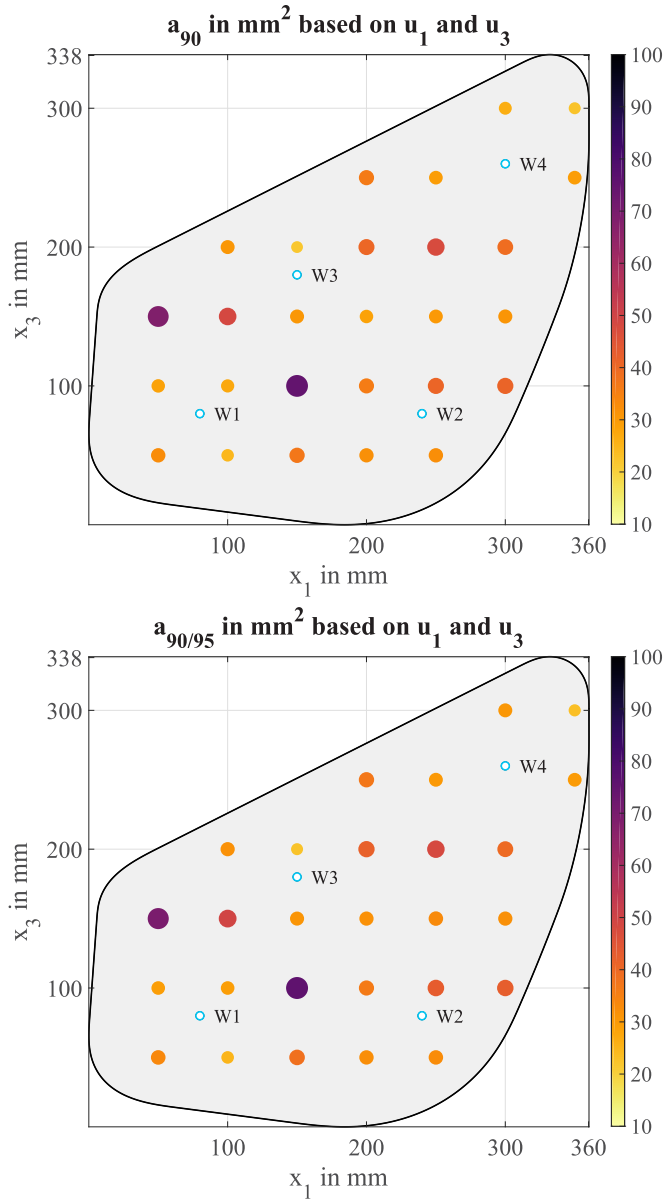 a₉₀ in mm² based on u₁ and u₃
338
300
200
100
x₃ in mm
W4
W3
W1
W2
100 200 300 360
x₁ in mm
100
90
80
70
60
50
40
30
20
10
a₉₀/₉₅ in mm² based on u₁ and u₃
338
300
200
100
x₃ in mm
W4
W3
W1
W2
100 200 300 360
x₁ in mm
100
90
80
70
60
50
40
30
20
10